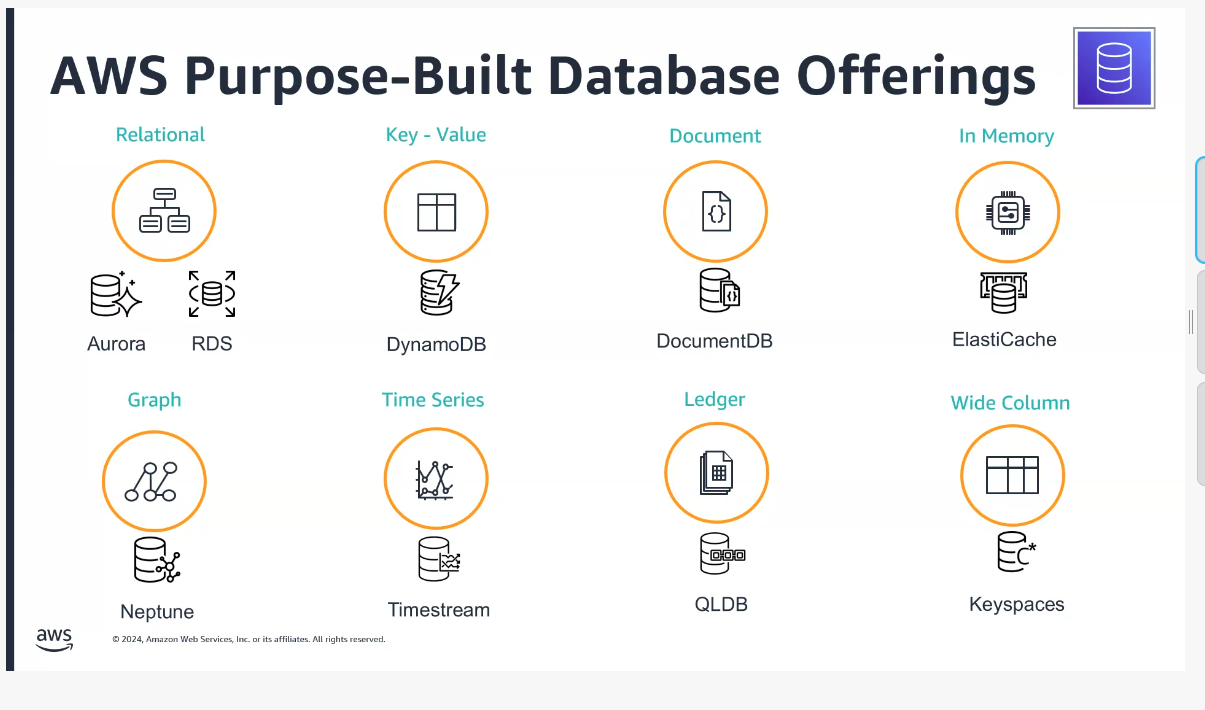 AWS Purpose-Built Database Offerings
Relational
Key - Value
Document
In Memory
Aurora
RDS
DynamoDB
DocumentDB
ElastiCache
Graph
Time Series
Ledger
Wide Column
C*
Neptune
Timestream
QLDB
Keyspaces
aws
© 2024, Amazon Web Services, Inc. or its affiliates. All rights reserved.